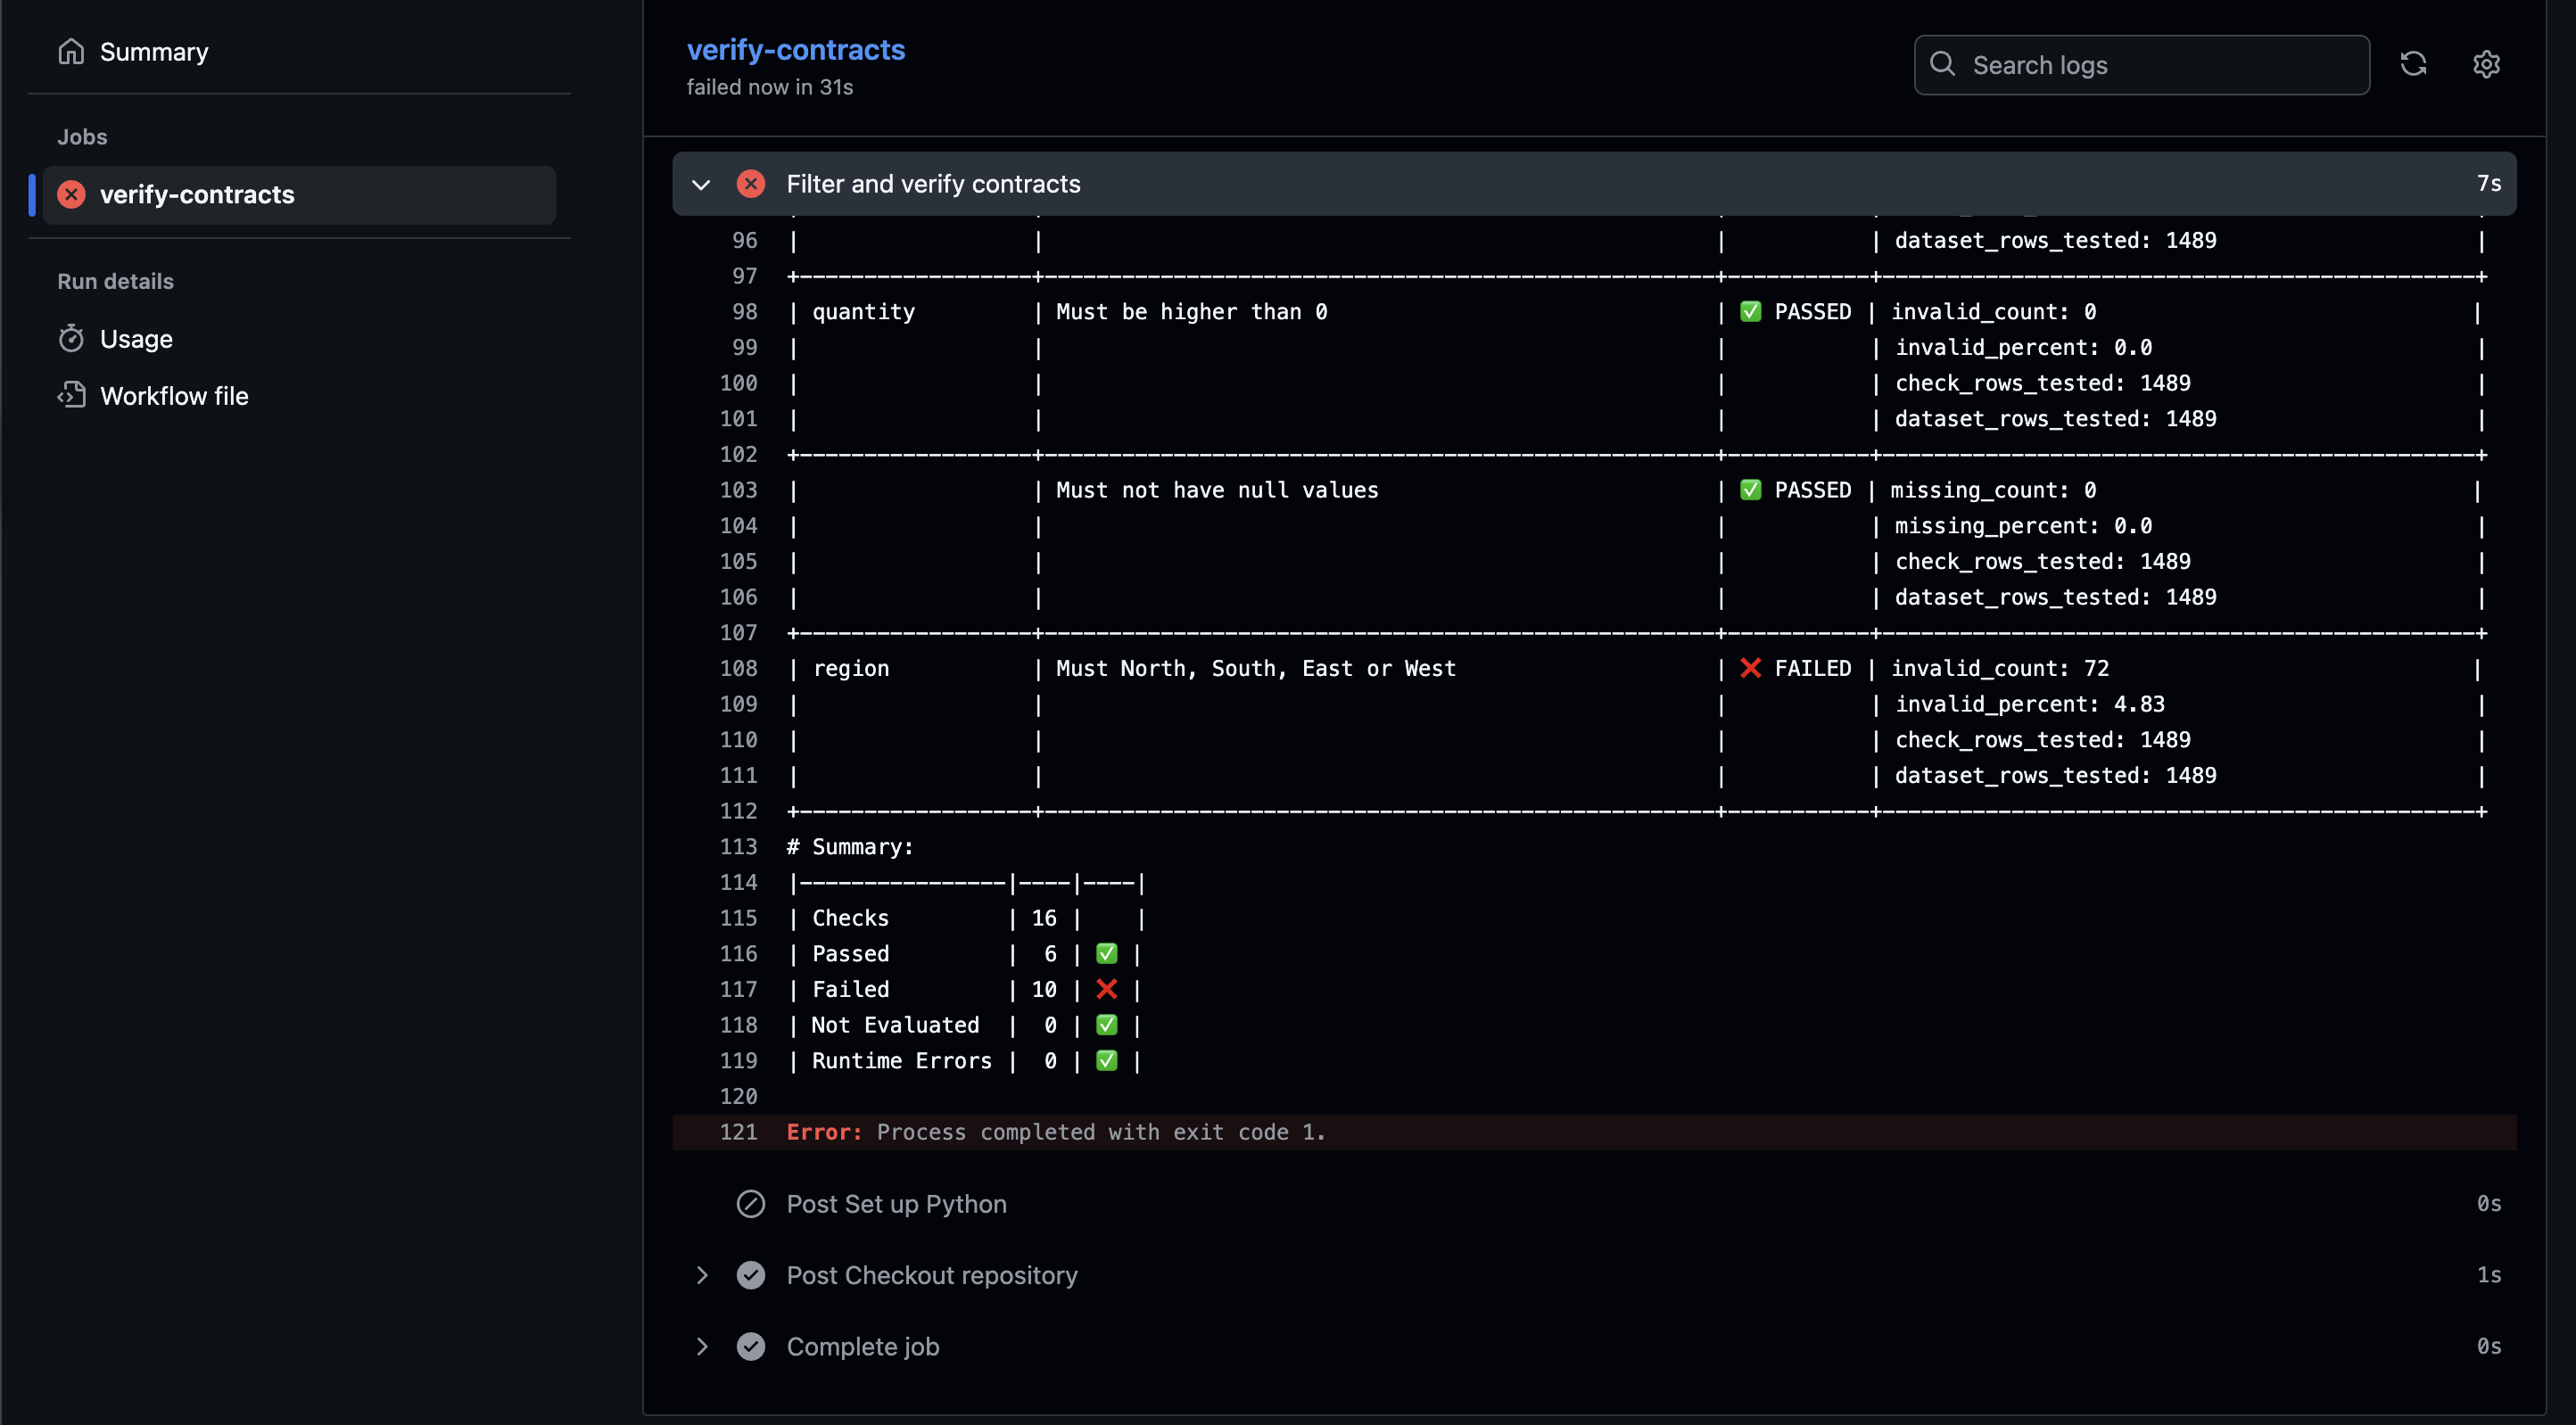 Summary
Jobs
verify-contracts
Run details
Usage
Workflow file
verify-contracts
failed now in 31s
Search logs
Filter and verify contracts 7s
96 | | | | dataset_rows_tested: 1489 |
97 +------------------+----------------------------------------------------+-----------+----------------------------------------------+
98 | quantity | Must be higher than 0 | ✅ PASSED | invalid_count: 0 |
99 | | | | invalid_percent: 0.0 |
100 | | | | check_rows_tested: 1489 |
101 | | | | dataset_rows_tested: 1489 |
102 +------------------+----------------------------------------------------+-----------+----------------------------------------------+
103 | | Must not have null values | ✅ PASSED | missing_count: 0 |
104 | | | | missing_percent: 0.0 |
105 | | | | check_rows_tested: 1489 |
106 | | | | dataset_rows_tested: 1489 |
107 +------------------+----------------------------------------------------+-----------+----------------------------------------------+
108 | region | Must North, South, East or West | ❌ FAILED | invalid_count: 72 |
109 | | | | invalid_percent: 4.83 |
110 | | | | check_rows_tested: 1489 |
111 | | | | dataset_rows_tested: 1489 |
112 +------------------+----------------------------------------------------+-----------+----------------------------------------------+
113 # Summary:
114 |----------------|----|----|
115 | Checks | 16 | |
116 | Passed | 6 | ✅ |
117 | Failed | 10 | ❌ |
118 | Not Evaluated | 0 | ✅ |
119 | Runtime Errors | 0 | ✅ |
120
121 Error: Process completed with exit code 1.
Post Set up Python 0s
Post Checkout repository 1s
Complete job 0s